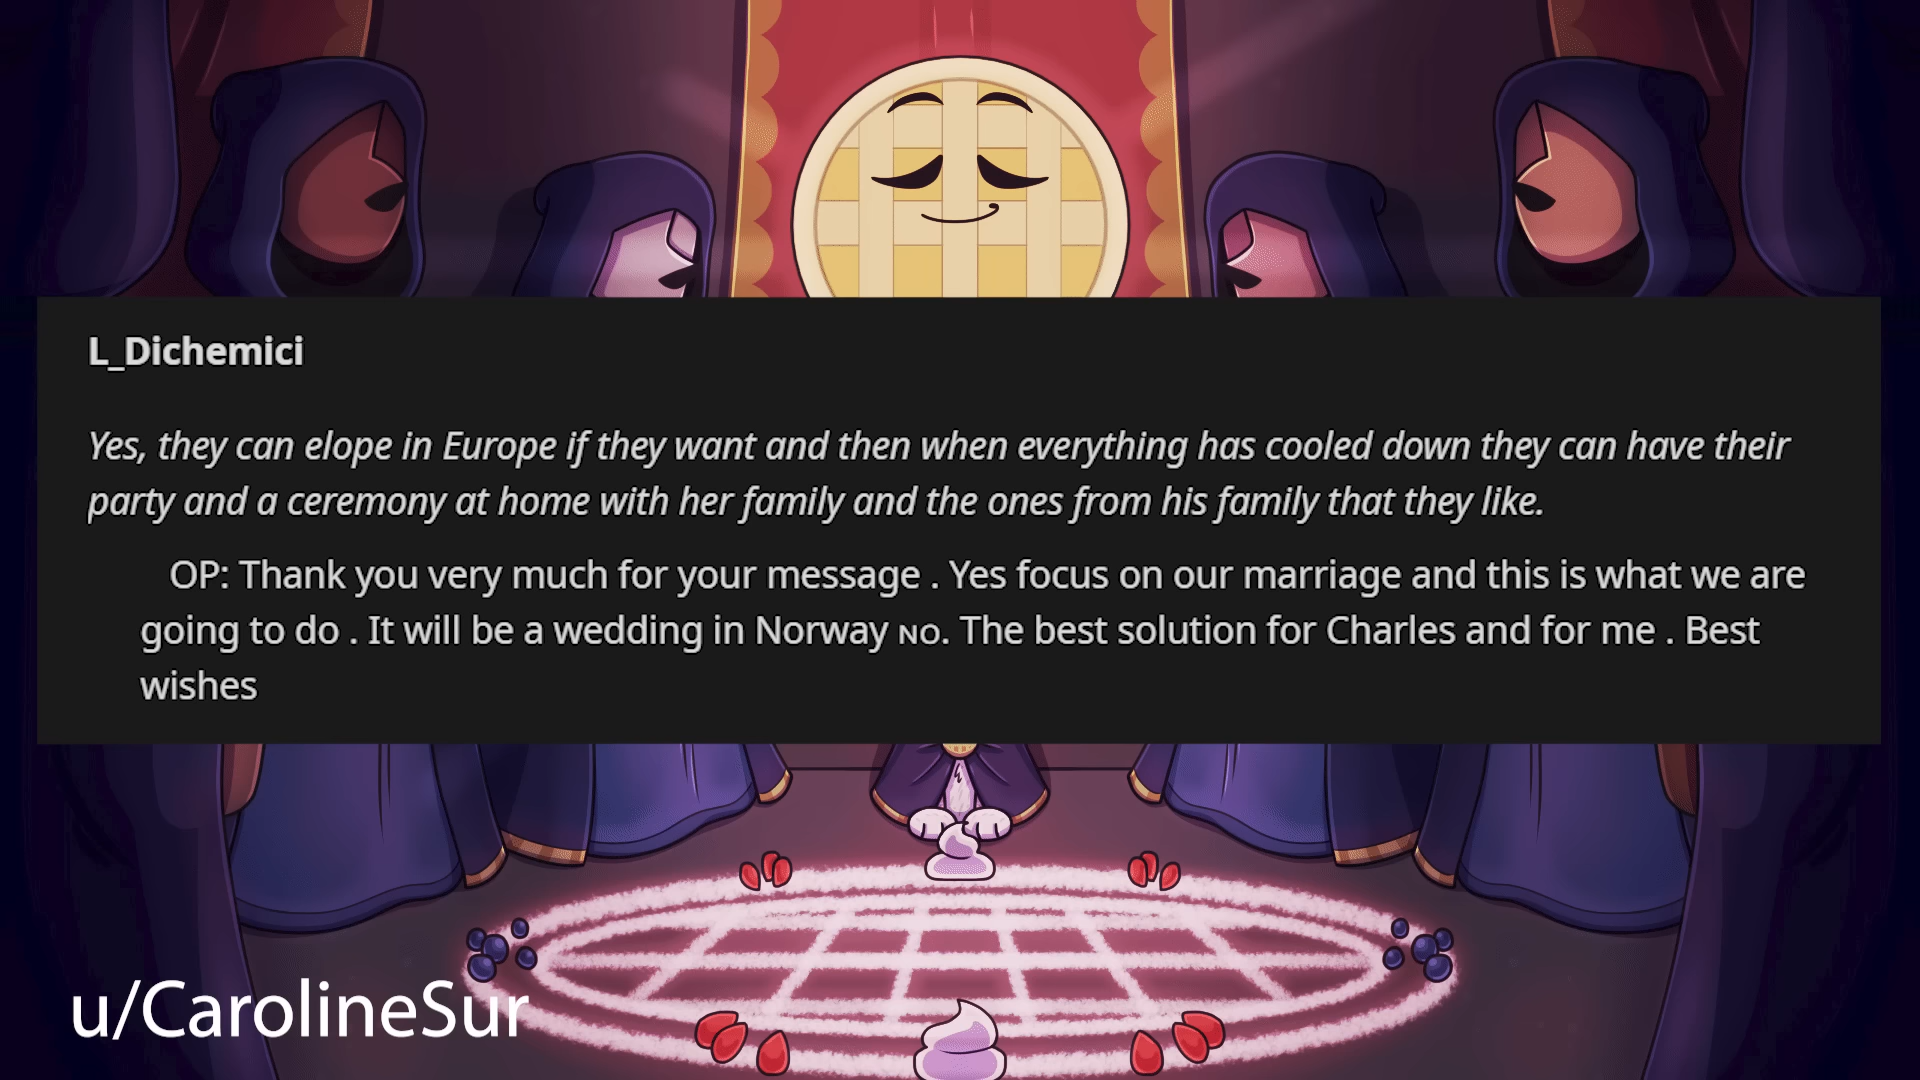 L_Dichemici
Yes, they can elope in Europe if they want and then when everything has cooled down they can have their
party and a ceremony at home with her family and the ones from his family that they like.
OP: Thank you very much for your message . Yes focus on our marriage and this is what we are
going to do . It will be a wedding in Norway ɴᴏ. The best solution for Charles and for me . Best
wishes
u/CarolineSur